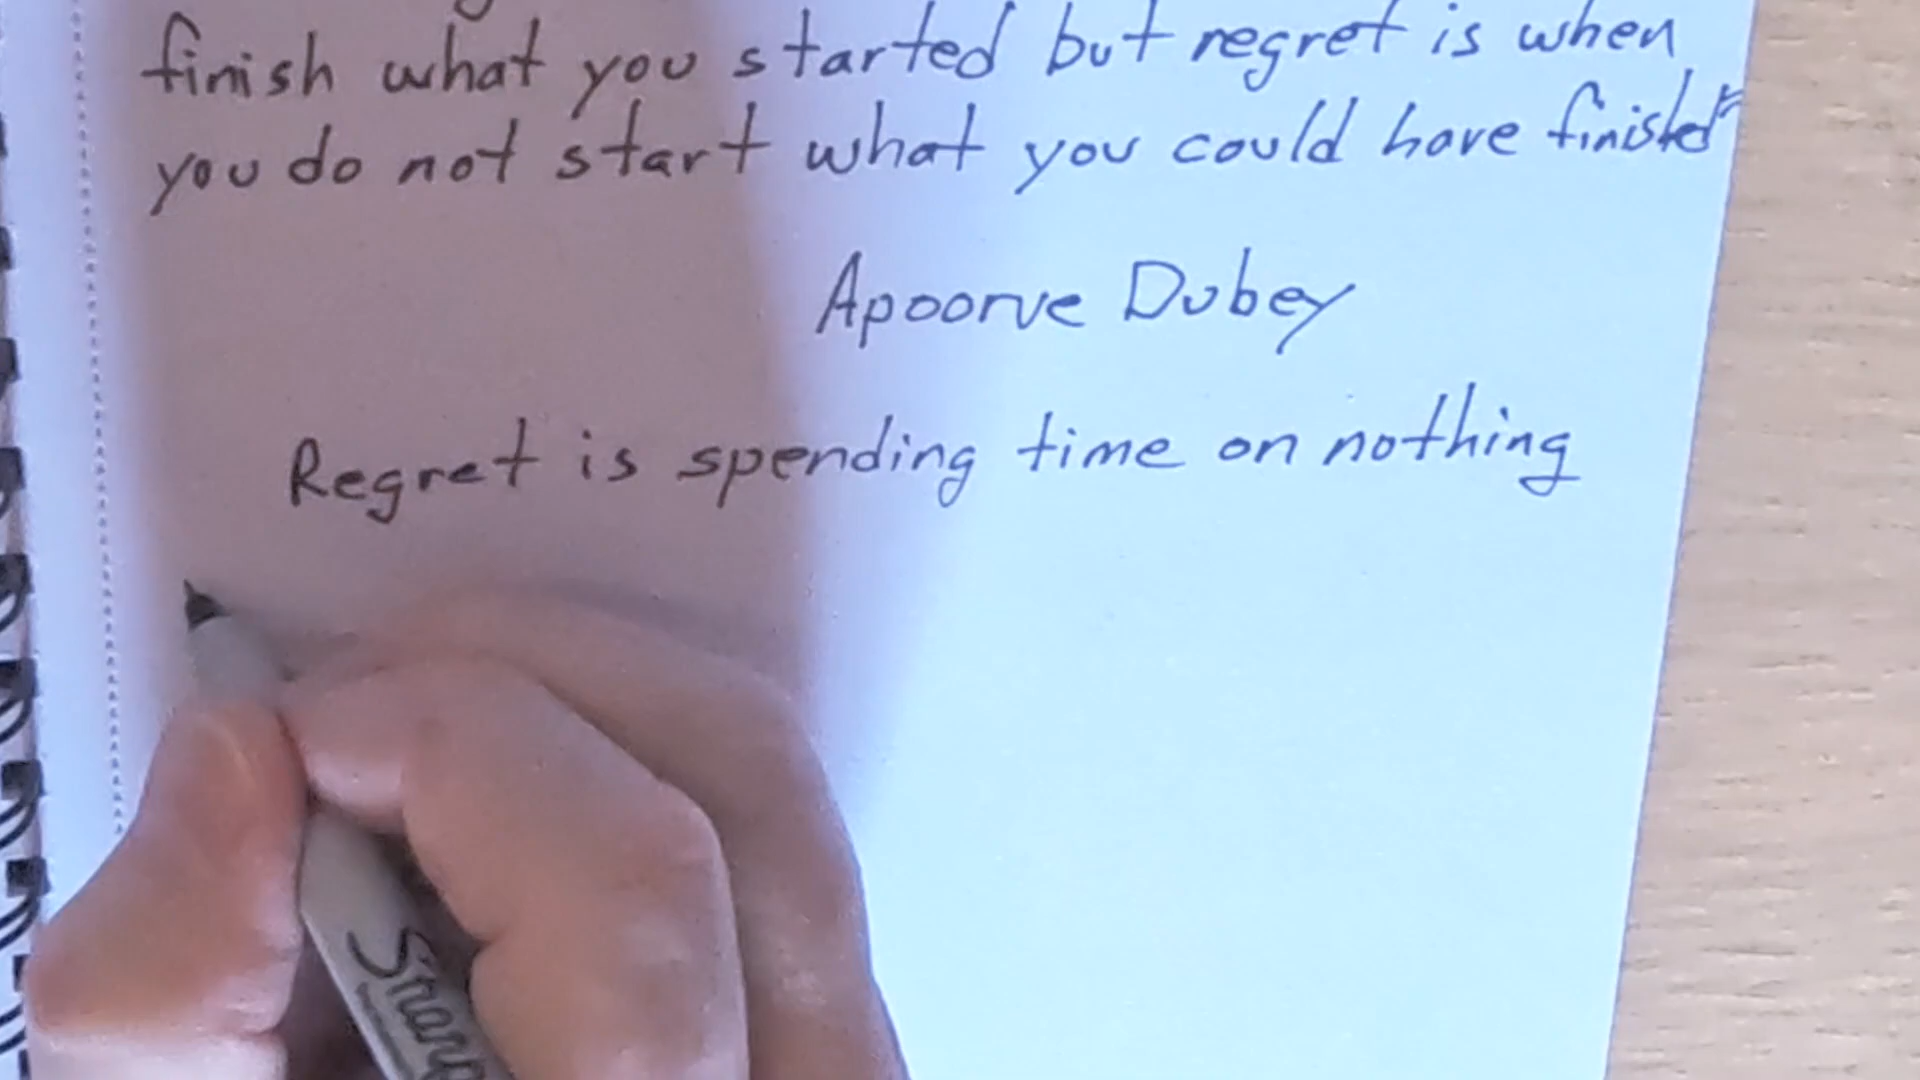 finish what you started but regret is when
you do not start what you could have finished"
Apoorve Dubey
Regret is spending time on nothing